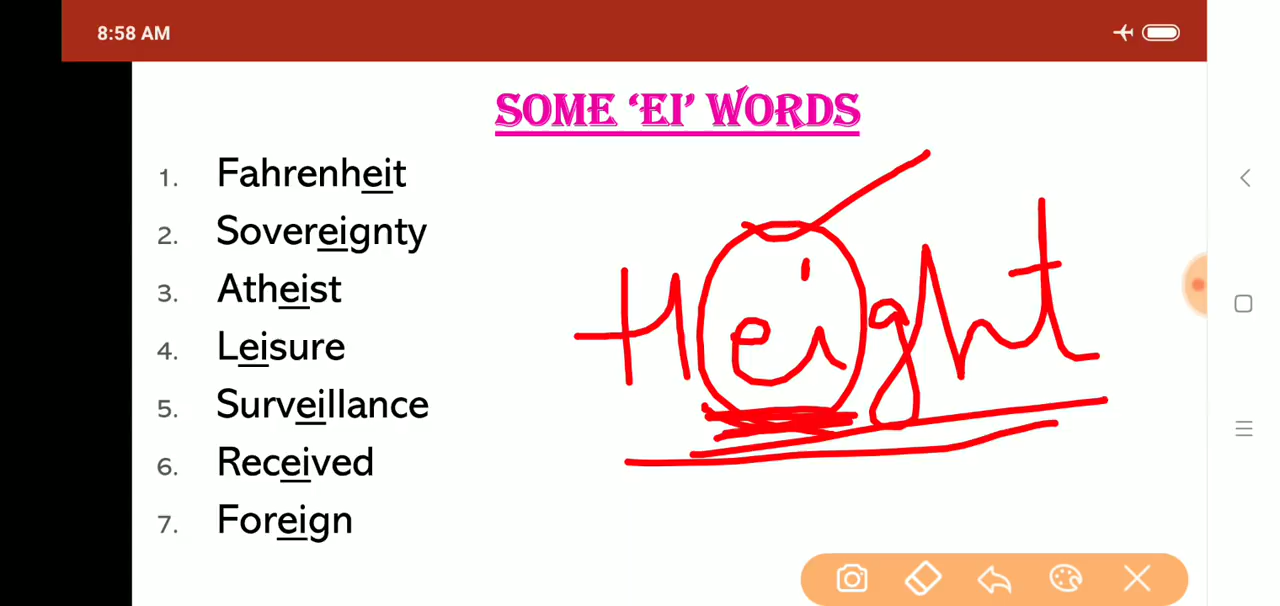 8:58 AM
SOME ‘EI’ WORDS
1. Fahrenheit
2. Sovereignty
3. Atheist
4. Leisure
5. Surveillance
6. Received
7. Foreign
Height